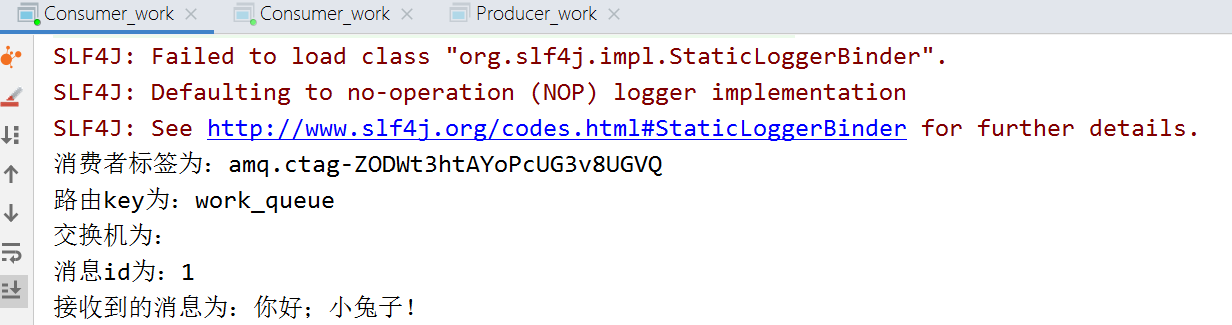 Consumer_work × Consumer_work × Producer_work ×
SLF4J: Failed to load class "org.slf4j.impl.StaticLoggerBinder".
SLF4J: Defaulting to no-operation (NOP) logger implementation
SLF4J: See http://www.slf4j.org/codes.html#StaticLoggerBinder for further details.
消费者标签为：amq.ctag-ZODWt3htAYoPcUG3v8UGVQ
路由key为：work_queue
交换机为：
消息id为：1
接收到的消息为：你好；小兔子！